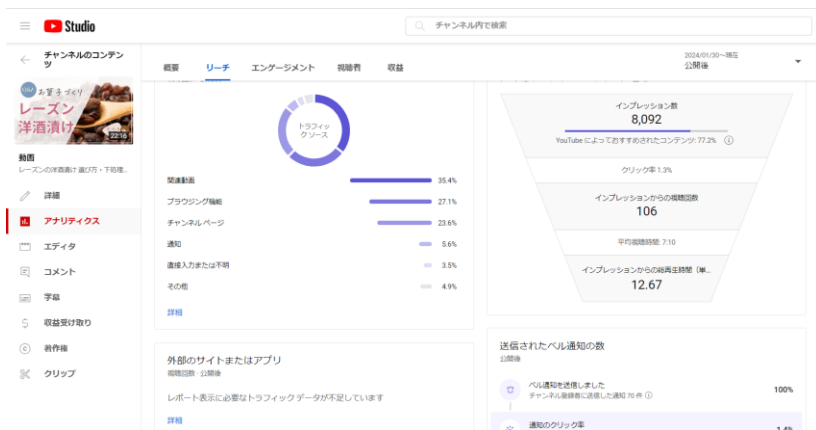 Studio
チャンネル内で検索
チャンネルのコンテンツ
お菓子づくり
レーズン
洋酒漬け
22:16
動画
レーズンの洋酒漬け 選び方・下処理...
詳細
アナリティクス
エディタ
コメント
字幕
収益受け取り
著作権
クリップ
概要 リーチ エンゲージメント 視聴者 収益
2024/01/30～現在
公開後
トラフィックソース
関連動画 35.4%
ブラウジング機能 27.1%
チャンネル ページ 23.6%
通知 5.6%
直接入力または不明 3.5%
その他 4.9%
詳細
外部のサイトまたはアプリ
視聴回数・公開後
レポート表示に必要なトラフィック データが不足しています
詳細
インプレッション数
8,092
YouTube によっておすすめされたコンテンツ: 77.2%
クリック率 1.3%
インプレッションからの視聴回数
106
平均視聴時間: 7:10
インプレッションからの総再生時間（単...
12.67
送信されたベル通知の数
公開後
ベル通知を送信しました 100%
チャンネル登録者に送信した通知 70 件
通知のクリック率 1.4%